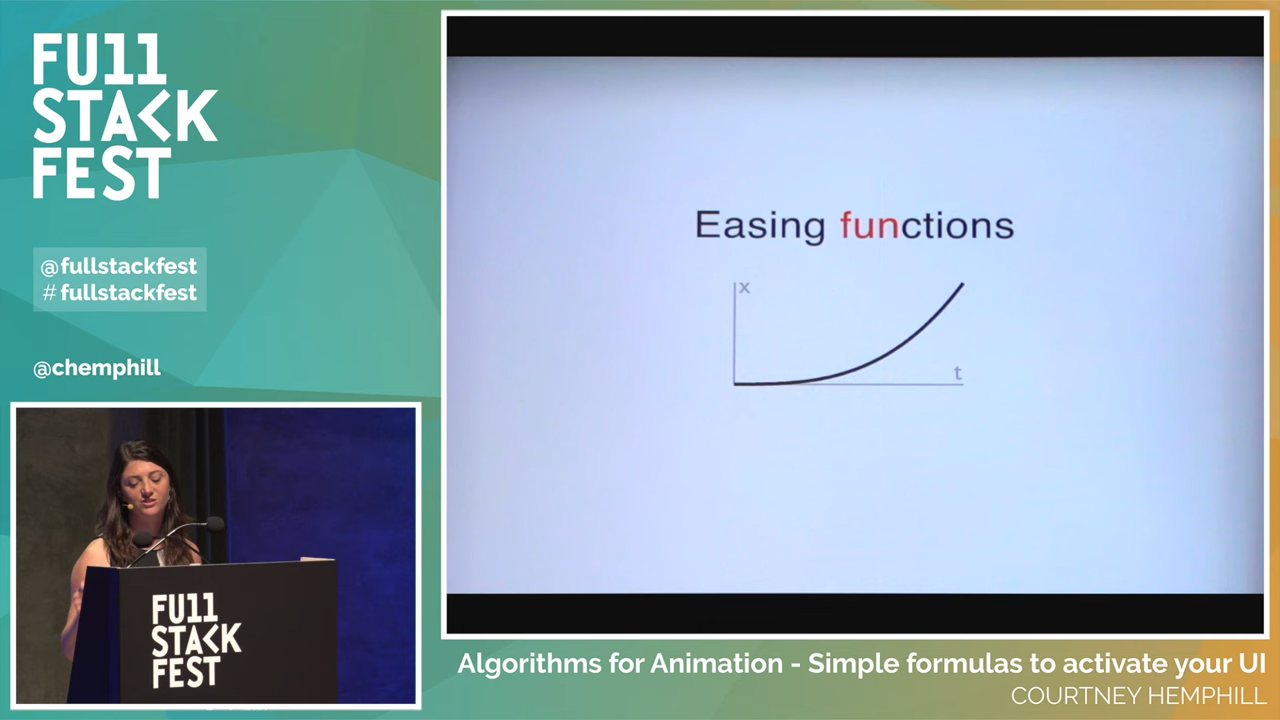 FU11
STACK
FEST
@fullstackfest
# fullstackfest
@chemphill
FU11
STACK
FEST
Easing functions
x
t
Algorithms for Animation - Simple formulas to activate your UI
COURTNEY HEMPHILL